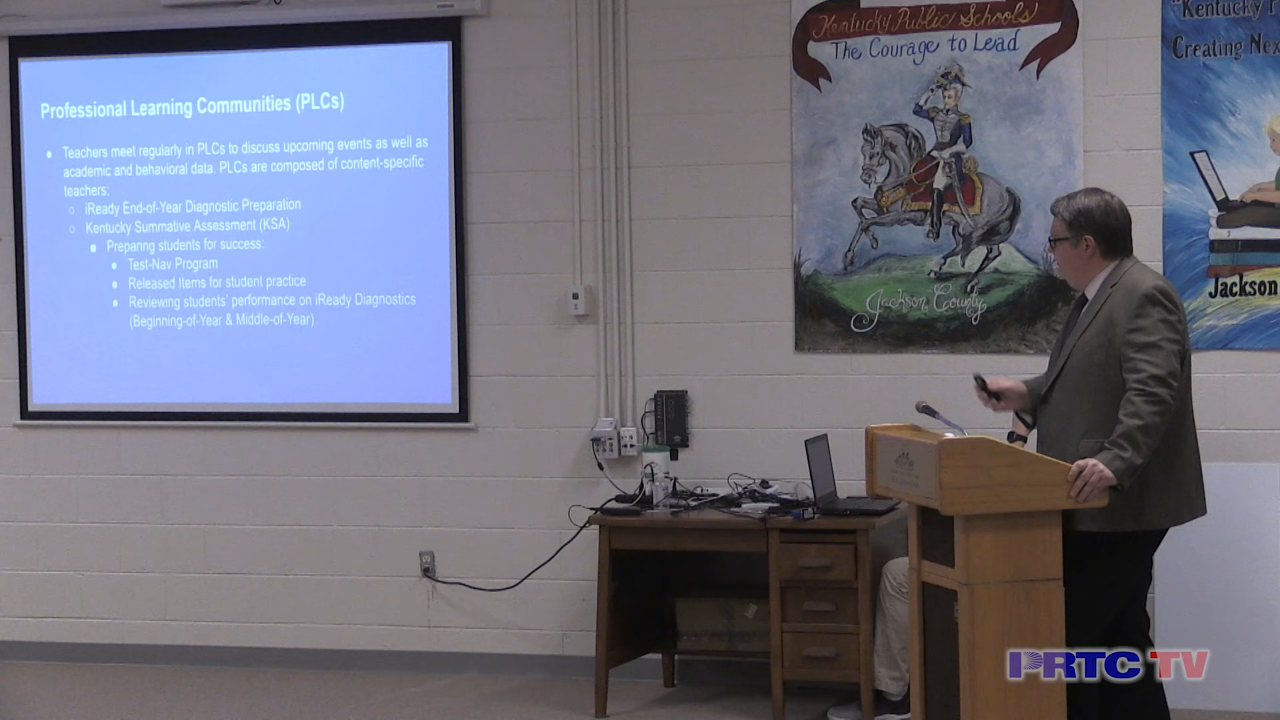 Professional Learning Communities (PLCs)
● Teachers meet regularly in PLCs to discuss upcoming events as well as
academic and behavioral data. PLCs are composed of content-specific
teachers:
○ iReady End-of-Year Diagnostic Preparation
○ Kentucky Summative Assessment (KSA)
■ Preparing students for success:
● Test-Nav Program
● Released Items for student practice
● Reviewing students' performance on iReady Diagnostics
(Beginning-of-Year & Middle-of-Year)
Kentucky Public Schools
The Courage to Lead
Jackson County
"Kentucky
Creating
Jackson
PRTC TV